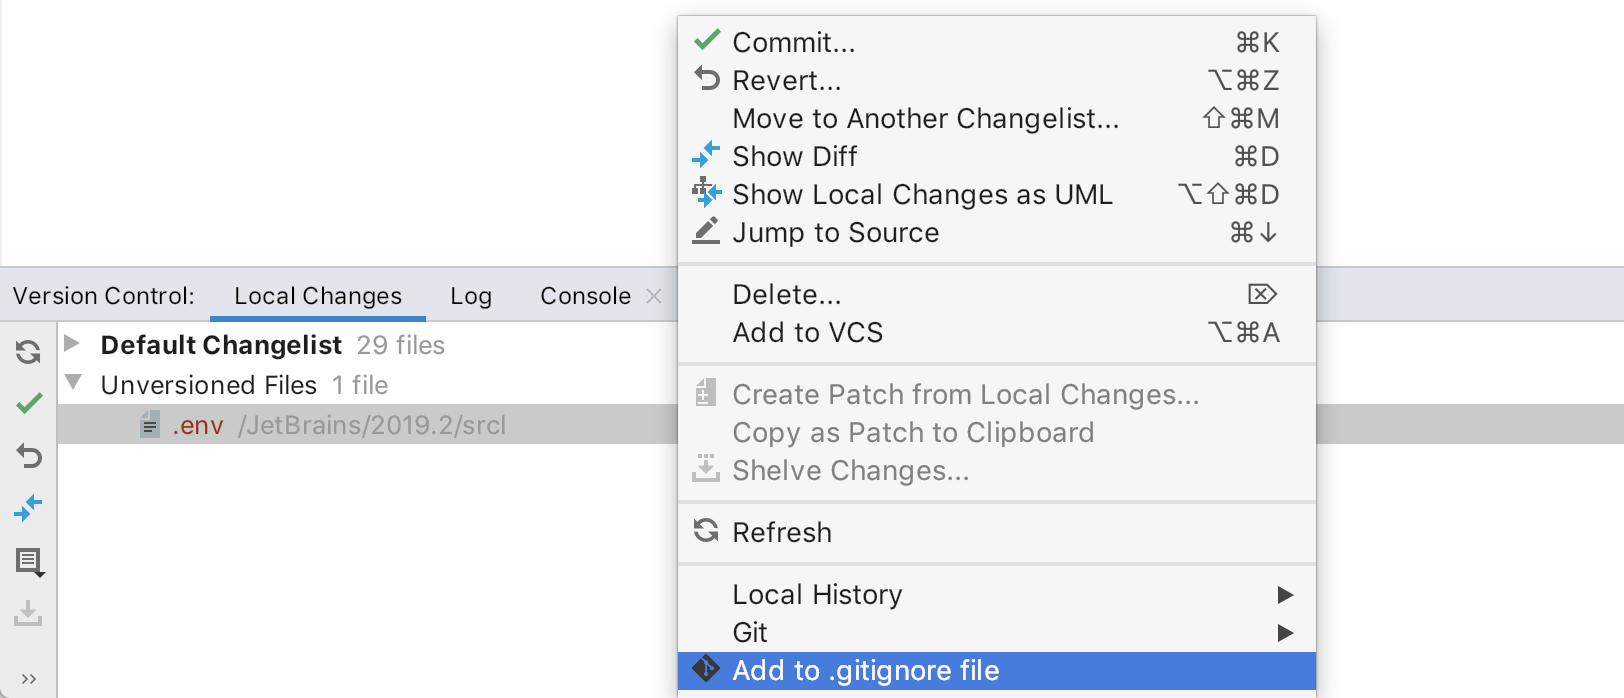 Commit... ⌘K
Revert... ⌥⌘Z
Move to Another Changelist... ⇧⌘M
Show Diff ⌘D
Show Local Changes as UML ⌥⇧⌘D
Jump to Source ⌘↓
Version Control: Local Changes Log Console
Delete... ⌦
Add to VCS ⌥⌘A
Default Changelist 29 files
Unversioned Files 1 file
.env /JetBrains/2019.2/srcl
Create Patch from Local Changes...
Copy as Patch to Clipboard
Shelve Changes...
Refresh
Local History
Git
Add to .gitignore file